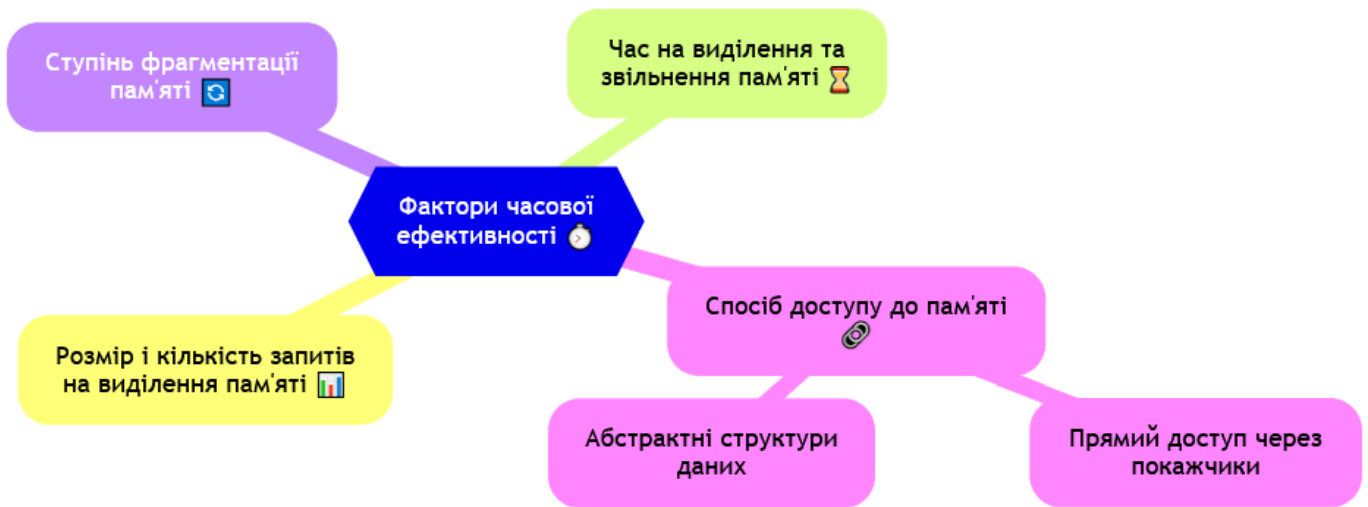 Ступінь фрагментації
пам'яті 🔄
Час на виділення та
звільнення пам'яті ⏳
Фактори часової
ефективності ⏱
Розмір і кількість запитів
на виділення пам'яті 📊
Спосіб доступу до пам'яті
🔗
Абстрактні структури
даних
Прямий доступ через
покажчики